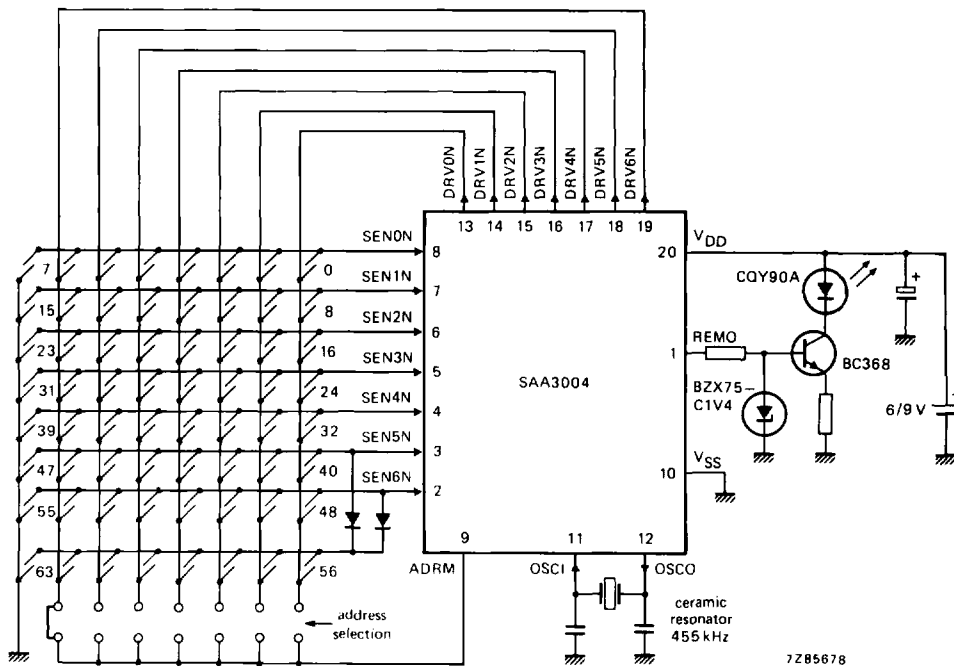 DRV0N
DRV1N
DRV2N
DRV3N
DRV4N
DRV5N
DRV6N
13 14 15 16 17 18 19
SEN0N 8
7 0
SEN1N 7
15 8
SEN2N 6
23 16
SEN3N 5
31 24
SEN4N 4
39 32
SEN5N 3
47 40
SEN6N 2
55 48
63 56
SAA3004
20 VDD
CQY90A
+
1 REMO
BC368
BZX75–
C1V4
6/9 V
+
10 VSS
9
ADRM
11
OSCI
12
OSCO
ceramic
resonator
455 kHz
address
selection
7Z85678